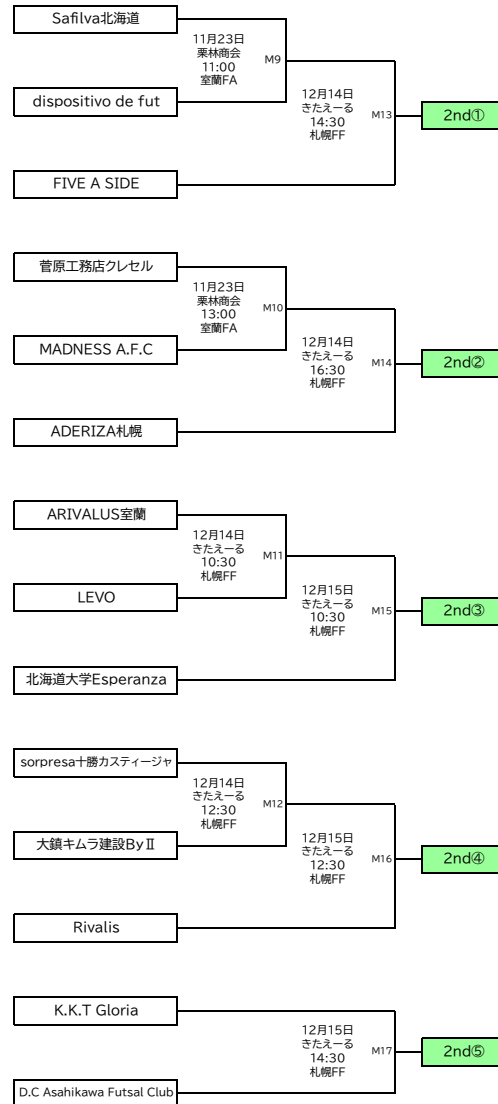 Safilva北海道
11月23日
栗林商会
11:00
室蘭FA
M9
dispositivo de fut
12月14日
きたえーる
14:30
札幌FF
M13
2nd①
FIVE A SIDE
菅原工務店クレセル
11月23日
栗林商会
13:00
室蘭FA
M10
MADNESS A.F.C
12月14日
きたえーる
16:30
札幌FF
M14
2nd②
ADERIZA札幌
ARIVALUS室蘭
12月14日
きたえーる
10:30
札幌FF
M11
LEVO
12月15日
きたえーる
10:30
札幌FF
M15
2nd③
北海道大学Esperanza
sorpresa十勝カスティージャ
12月14日
きたえーる
12:30
札幌FF
M12
大鎮キムラ建設ByⅡ
12月15日
きたえーる
12:30
札幌FF
M16
2nd④
Rivalis
K.K.T Gloria
12月15日
きたえーる
14:30
札幌FF
M17
2nd⑤
D.C Asahikawa Futsal Club